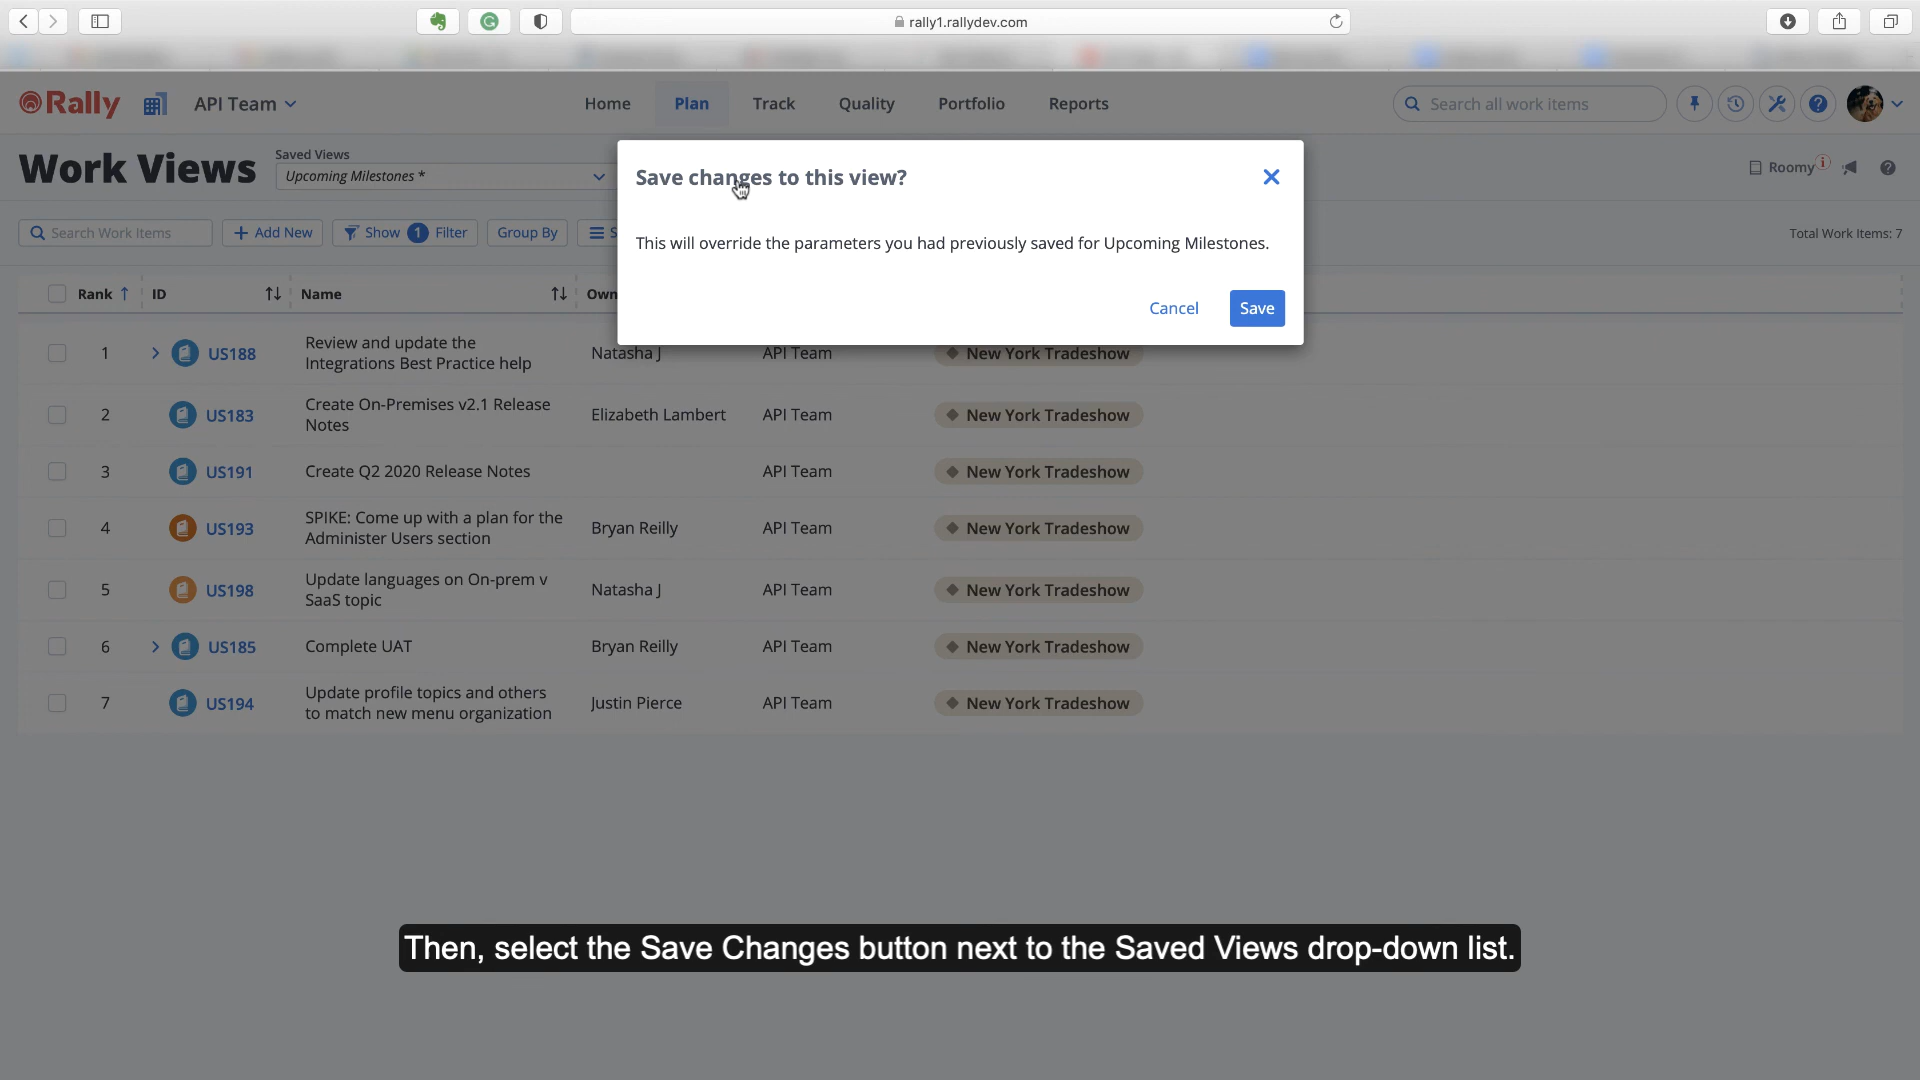 rally1.rallydev.com
Rally
API Team
Home
Plan
Track
Quality
Portfolio
Reports
Search all work items
Work Views
Saved Views
Upcoming Milestones *
Roomy
Search Work Items
+ Add New
Show 1 Filter
Group By
Total Work Items: 7
Save changes to this view?
This will override the parameters you had previously saved for Upcoming Milestones.
Cancel
Save
Rank
ID
Name
1
US188
Review and update the
Integrations Best Practice help
Natasha J
API Team
New York Tradeshow
2
US183
Create On-Premises v2.1 Release
Notes
Elizabeth Lambert
API Team
New York Tradeshow
3
US191
Create Q2 2020 Release Notes
API Team
New York Tradeshow
4
US193
SPIKE: Come up with a plan for the
Administer Users section
Bryan Reilly
API Team
New York Tradeshow
5
US198
Update languages on On-prem v
SaaS topic
Natasha J
API Team
New York Tradeshow
6
US185
Complete UAT
Bryan Reilly
API Team
New York Tradeshow
7
US194
Update profile topics and others
to match new menu organization
Justin Pierce
API Team
New York Tradeshow
Then, select the Save Changes button next to the Saved Views drop-down list.